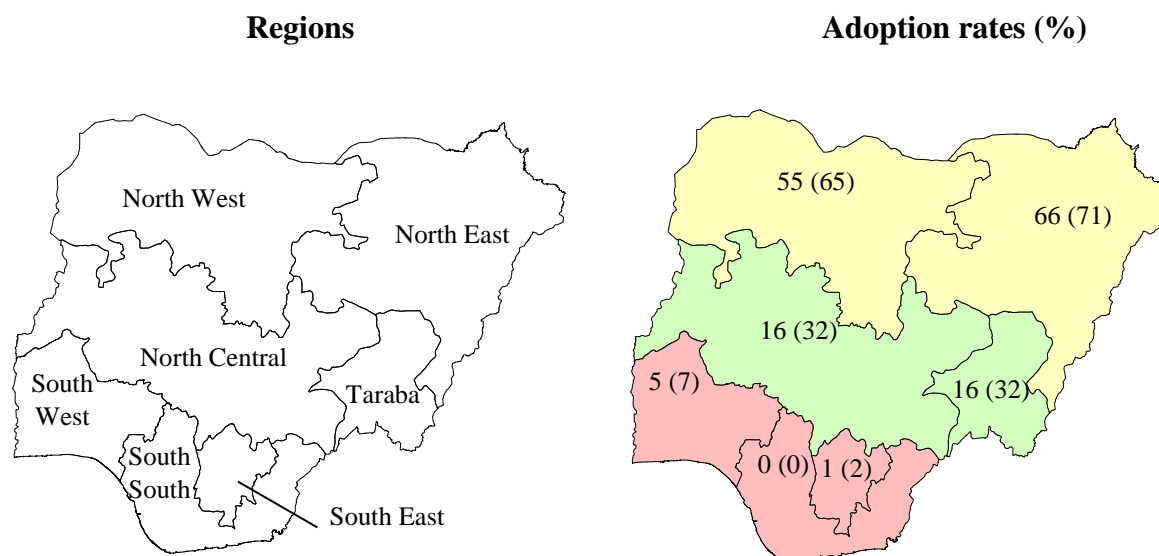 Regions
North West
North East
North Central
South
West
Taraba
South
South
South East
Adoption rates (%)
55 (65)
66 (71)
16 (32)
5 (7)
16 (32)
0 (0)
1 (2)